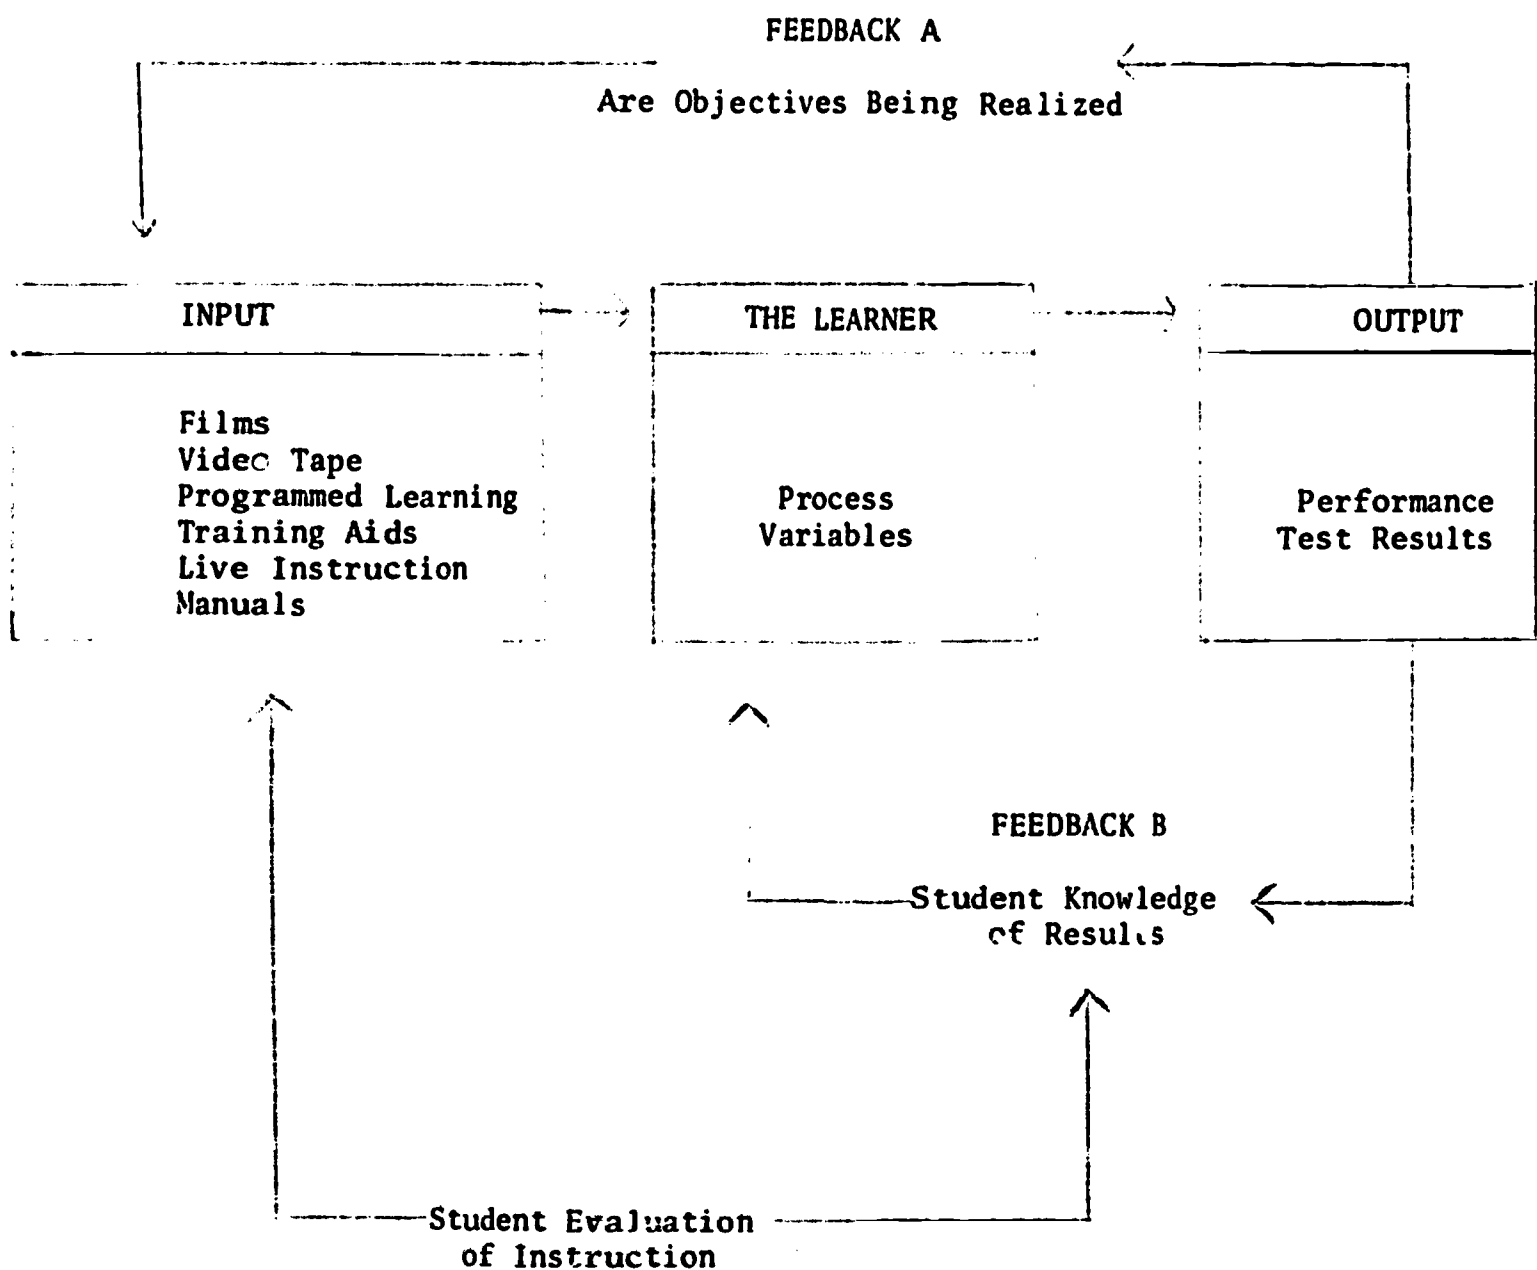 FEEDBACK A
Are Objectives Being Realized
INPUT
Films
Video Tape
Programmed Learning
Training Aids
Live Instruction
Manuals
THE LEARNER
Process
Variables
OUTPUT
Performance
Test Results
FEEDBACK B
Student Knowledge
of Results
Student Evaluation
of Instruction